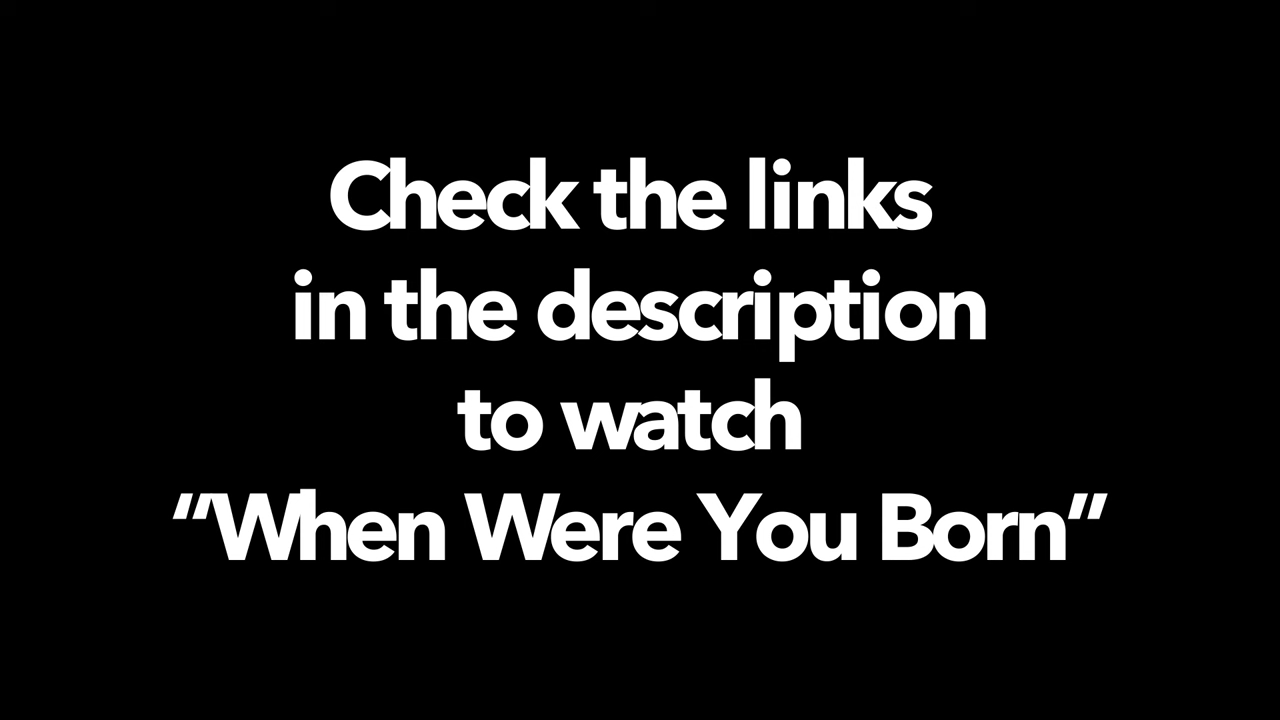 Check the links
in the description
to watch
“When Were You Born”